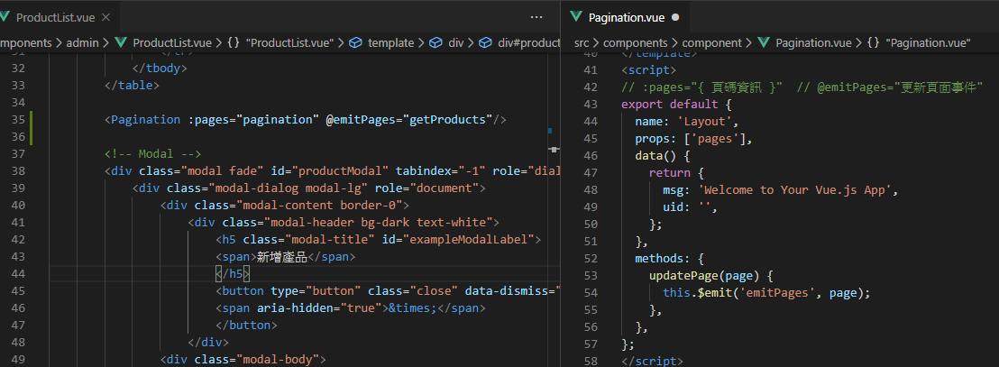 ProductList.vue ×
···
mponents > admin > ProductList.vue > {} "ProductList.vue" > template > div > div#product
32 </tbody>
33 </table>
34
35 <Pagination :pages="pagination" @emitPages="getProducts"/>
36
37 <!-- Modal -->
38 <div class="modal fade" id="productModal" tabindex="-1" role="dial
39 <div class="modal-dialog modal-lg" role="document">
40 <div class="modal-content border-0">
41 <div class="modal-header bg-dark text-white">
42 <h5 class="modal-title" id="exampleModalLabel">
43 <span>新增產品</span>
44 </h5>
45 <button type="button" class="close" data-dismiss="
46 <span aria-hidden="true">&times;</span>
47 </button>
48 </div>
49 <div class="modal-body">
Pagination.vue ●
src > components > component > Pagination.vue > {} "Pagination.vue"
40 </template>
41 <script>
42 // :pages="{ 頁碼資訊 }"  // @emitPages="更新頁面事件"
43 export default {
44 name: 'Layout',
45 props: ['pages'],
46 data() {
47 return {
48 msg: 'Welcome to Your Vue.js App',
49 uid: '',
50 };
51 },
52 methods: {
53 updatePage(page) {
54 this.$emit('emitPages', page);
55 },
56 },
57 };
58 </script>